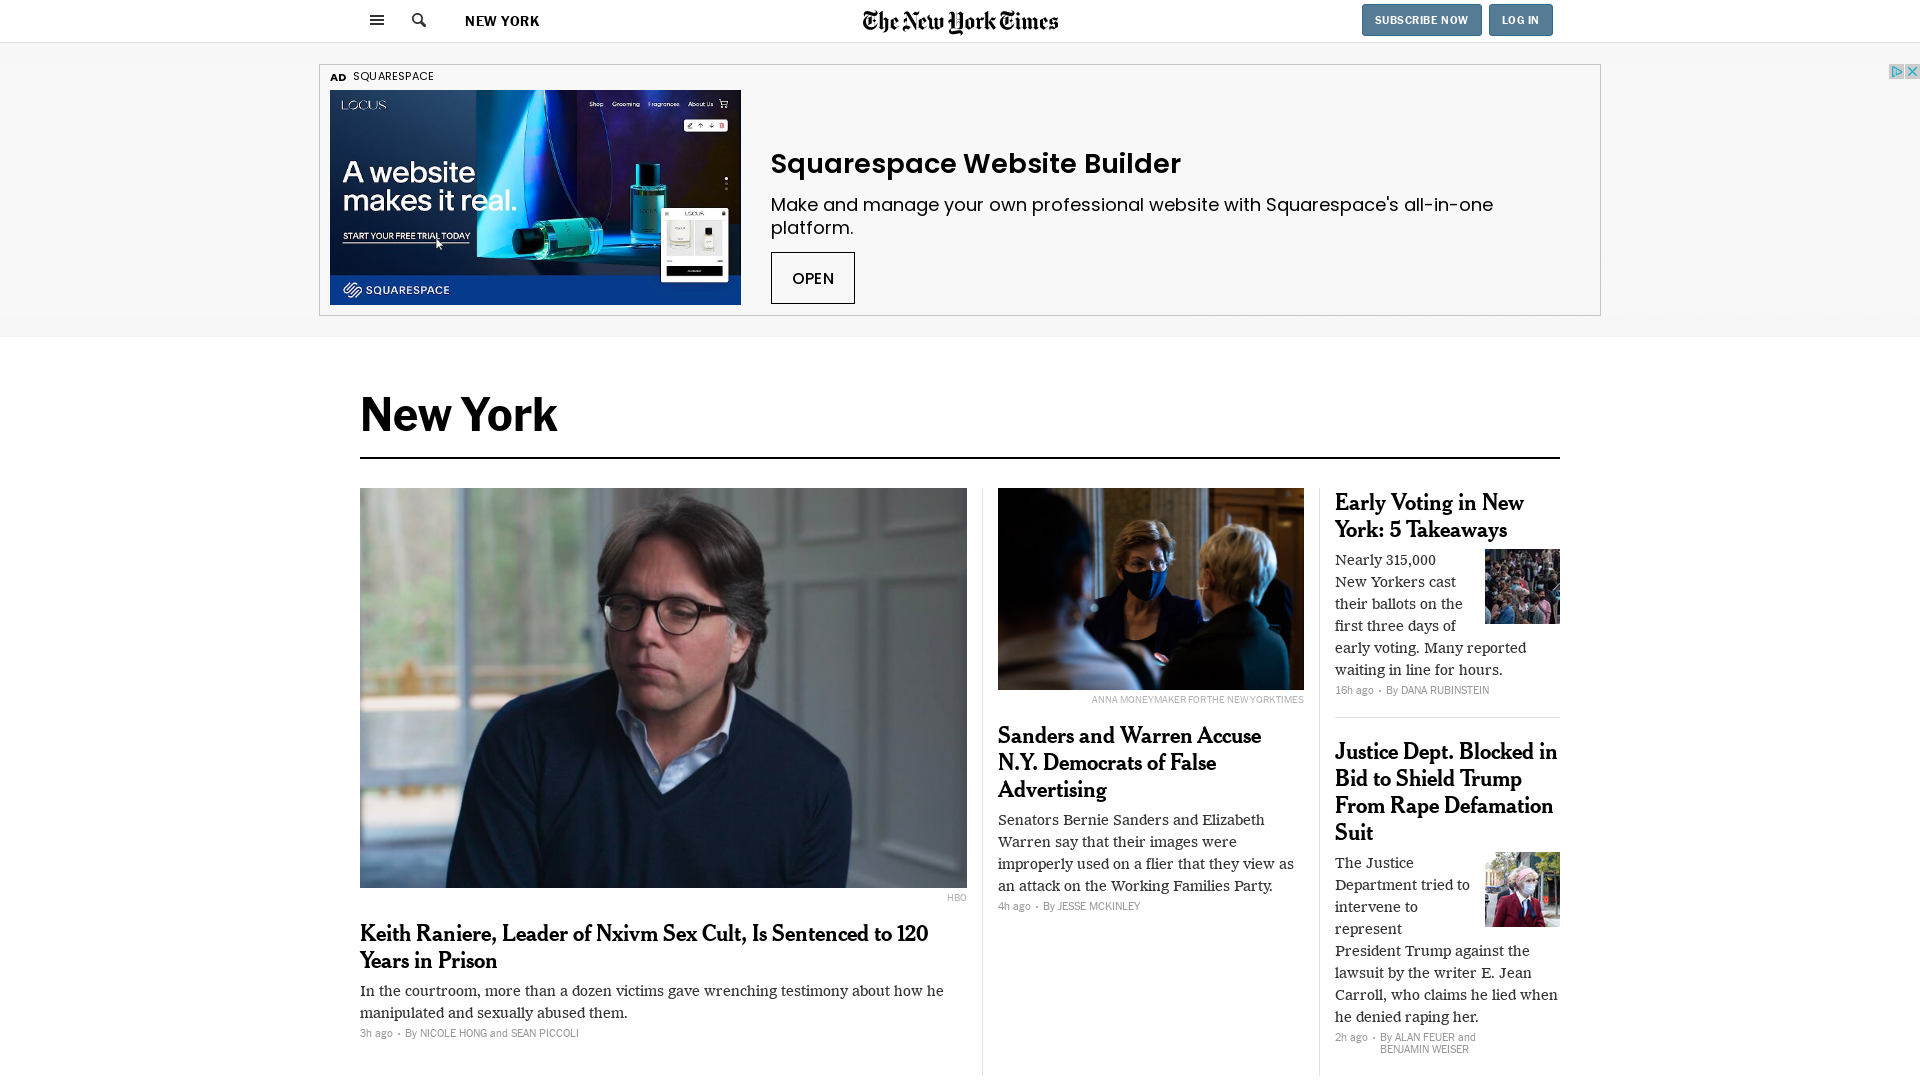 NEW YORK
The New York Times
SUBSCRIBE NOW
LOG IN
AD SQUARESPACE
LOCUS
Shop Grooming Fragrances About Us
A website
makes it real.
START YOUR FREE TRIAL TODAY
LOCUS
SQUARESPACE
Squarespace Website Builder
Make and manage your own professional website with Squarespace's all-in-one
platform.
OPEN
New York
HBO
Keith Raniere, Leader of Nxivm Sex Cult, Is Sentenced to 120
Years in Prison
In the courtroom, more than a dozen victims gave wrenching testimony about how he
manipulated and sexually abused them.
3h ago • By NICOLE HONG and SEAN PICCOLI
ANNA MONEYMAKER FOR THE NEW YORK TIMES
Sanders and Warren Accuse
N.Y. Democrats of False
Advertising
Senators Bernie Sanders and Elizabeth
Warren say that their images were
improperly used on a flier that they view as
an attack on the Working Families Party.
4h ago • By JESSE MCKINLEY
Early Voting in New
York: 5 Takeaways
Nearly 315,000
New Yorkers cast
their ballots on the
first three days of
early voting. Many reported
waiting in line for hours.
16h ago • By DANA RUBINSTEIN
Justice Dept. Blocked in
Bid to Shield Trump
From Rape Defamation
Suit
The Justice
Department tried to
intervene to
represent
President Trump against the
lawsuit by the writer E. Jean
Carroll, who claims he lied when
he denied raping her.
2h ago • By ALAN FEUER and
BENJAMIN WEISER